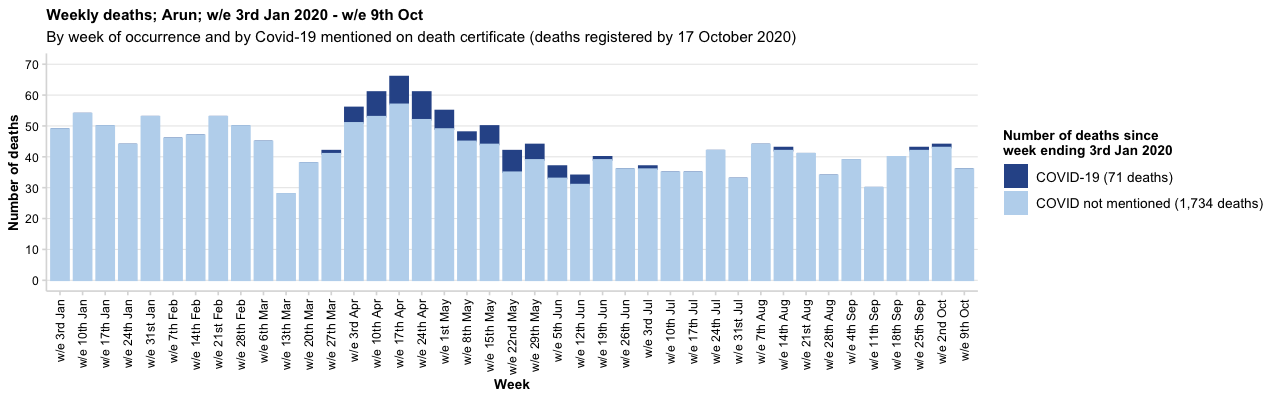 Weekly deaths; Arun; w/e 3rd Jan 2020 - w/e 9th Oct
By week of occurrence and by Covid-19 mentioned on death certificate (deaths registered by 17 October 2020)
Number of deaths
70
60
50
40
30
20
10
0
w/e 3rd Jan
w/e 10th Jan
w/e 17th Jan
w/e 24th Jan
w/e 31st Jan
w/e 7th Feb
w/e 14th Feb
w/e 21st Feb
w/e 28th Feb
w/e 6th Mar
w/e 13th Mar
w/e 20th Mar
w/e 27th Mar
w/e 3rd Apr
w/e 10th Apr
w/e 17th Apr
w/e 24th Apr
w/e 1st May
w/e 8th May
w/e 15th May
w/e 22nd May
w/e 29th May
w/e 5th Jun
w/e 12th Jun
w/e 19th Jun
w/e 26th Jun
w/e 3rd Jul
w/e 10th Jul
w/e 17th Jul
w/e 24th Jul
w/e 31st Jul
w/e 7th Aug
w/e 14th Aug
w/e 21st Aug
w/e 28th Aug
w/e 4th Sep
w/e 11th Sep
w/e 18th Sep
w/e 25th Sep
w/e 2nd Oct
w/e 9th Oct
Week
Number of deaths since
week ending 3rd Jan 2020
COVID-19 (71 deaths)
COVID not mentioned (1,734 deaths)